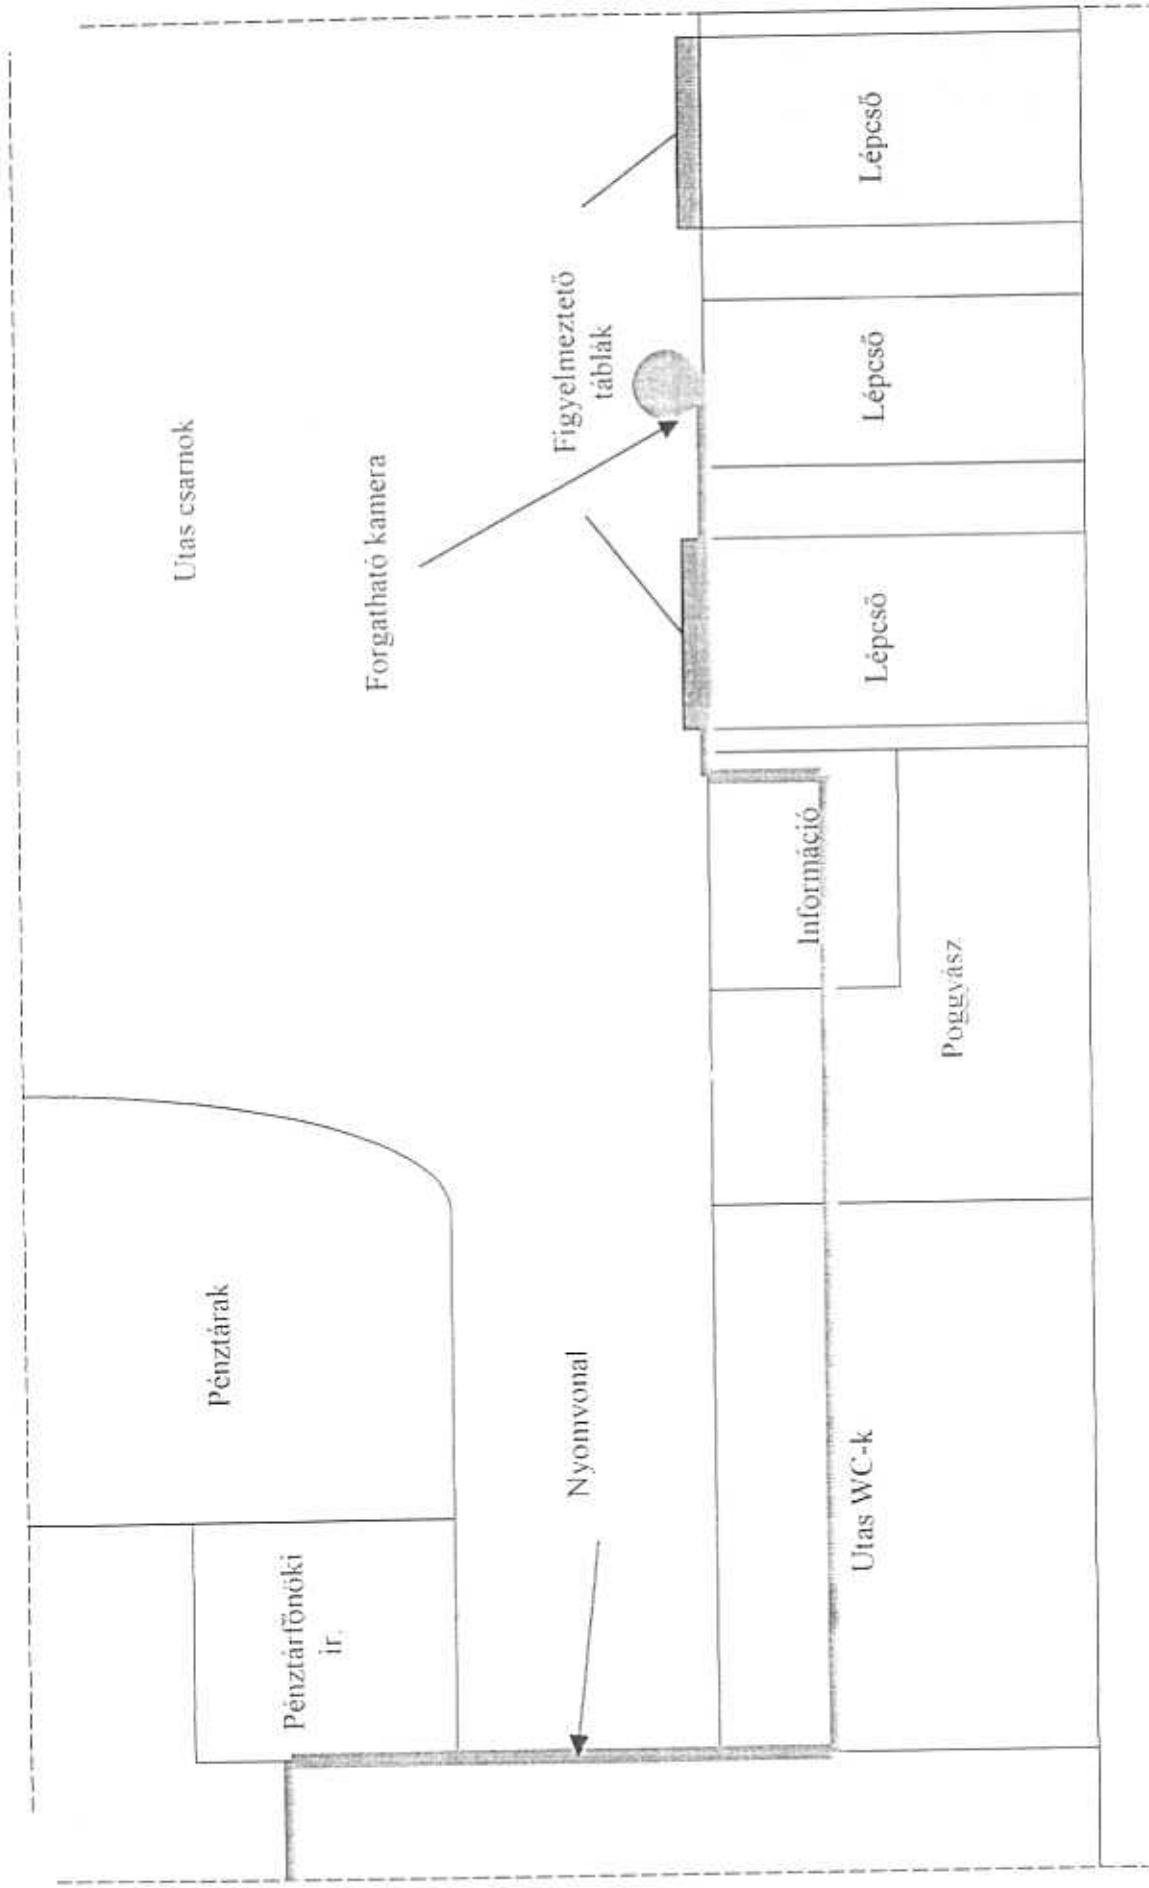 Utas csarnok
Pénztárak
Pénztárfőnöki
ir.
Forgatható kamera
Figyelmeztető
táblák
Nyomvonal
Információ
Lépcső
Lépcső
Lépcső
Utas WC-k
Poggyász